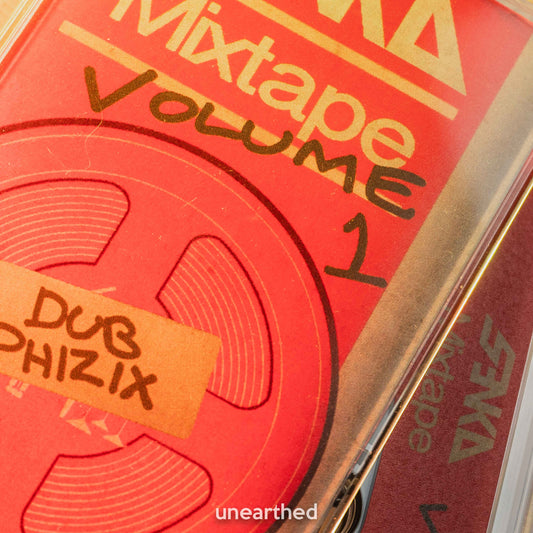 Mixtape
VOLUME
1
DUB
PHIZIX
Mixtape
unearthed